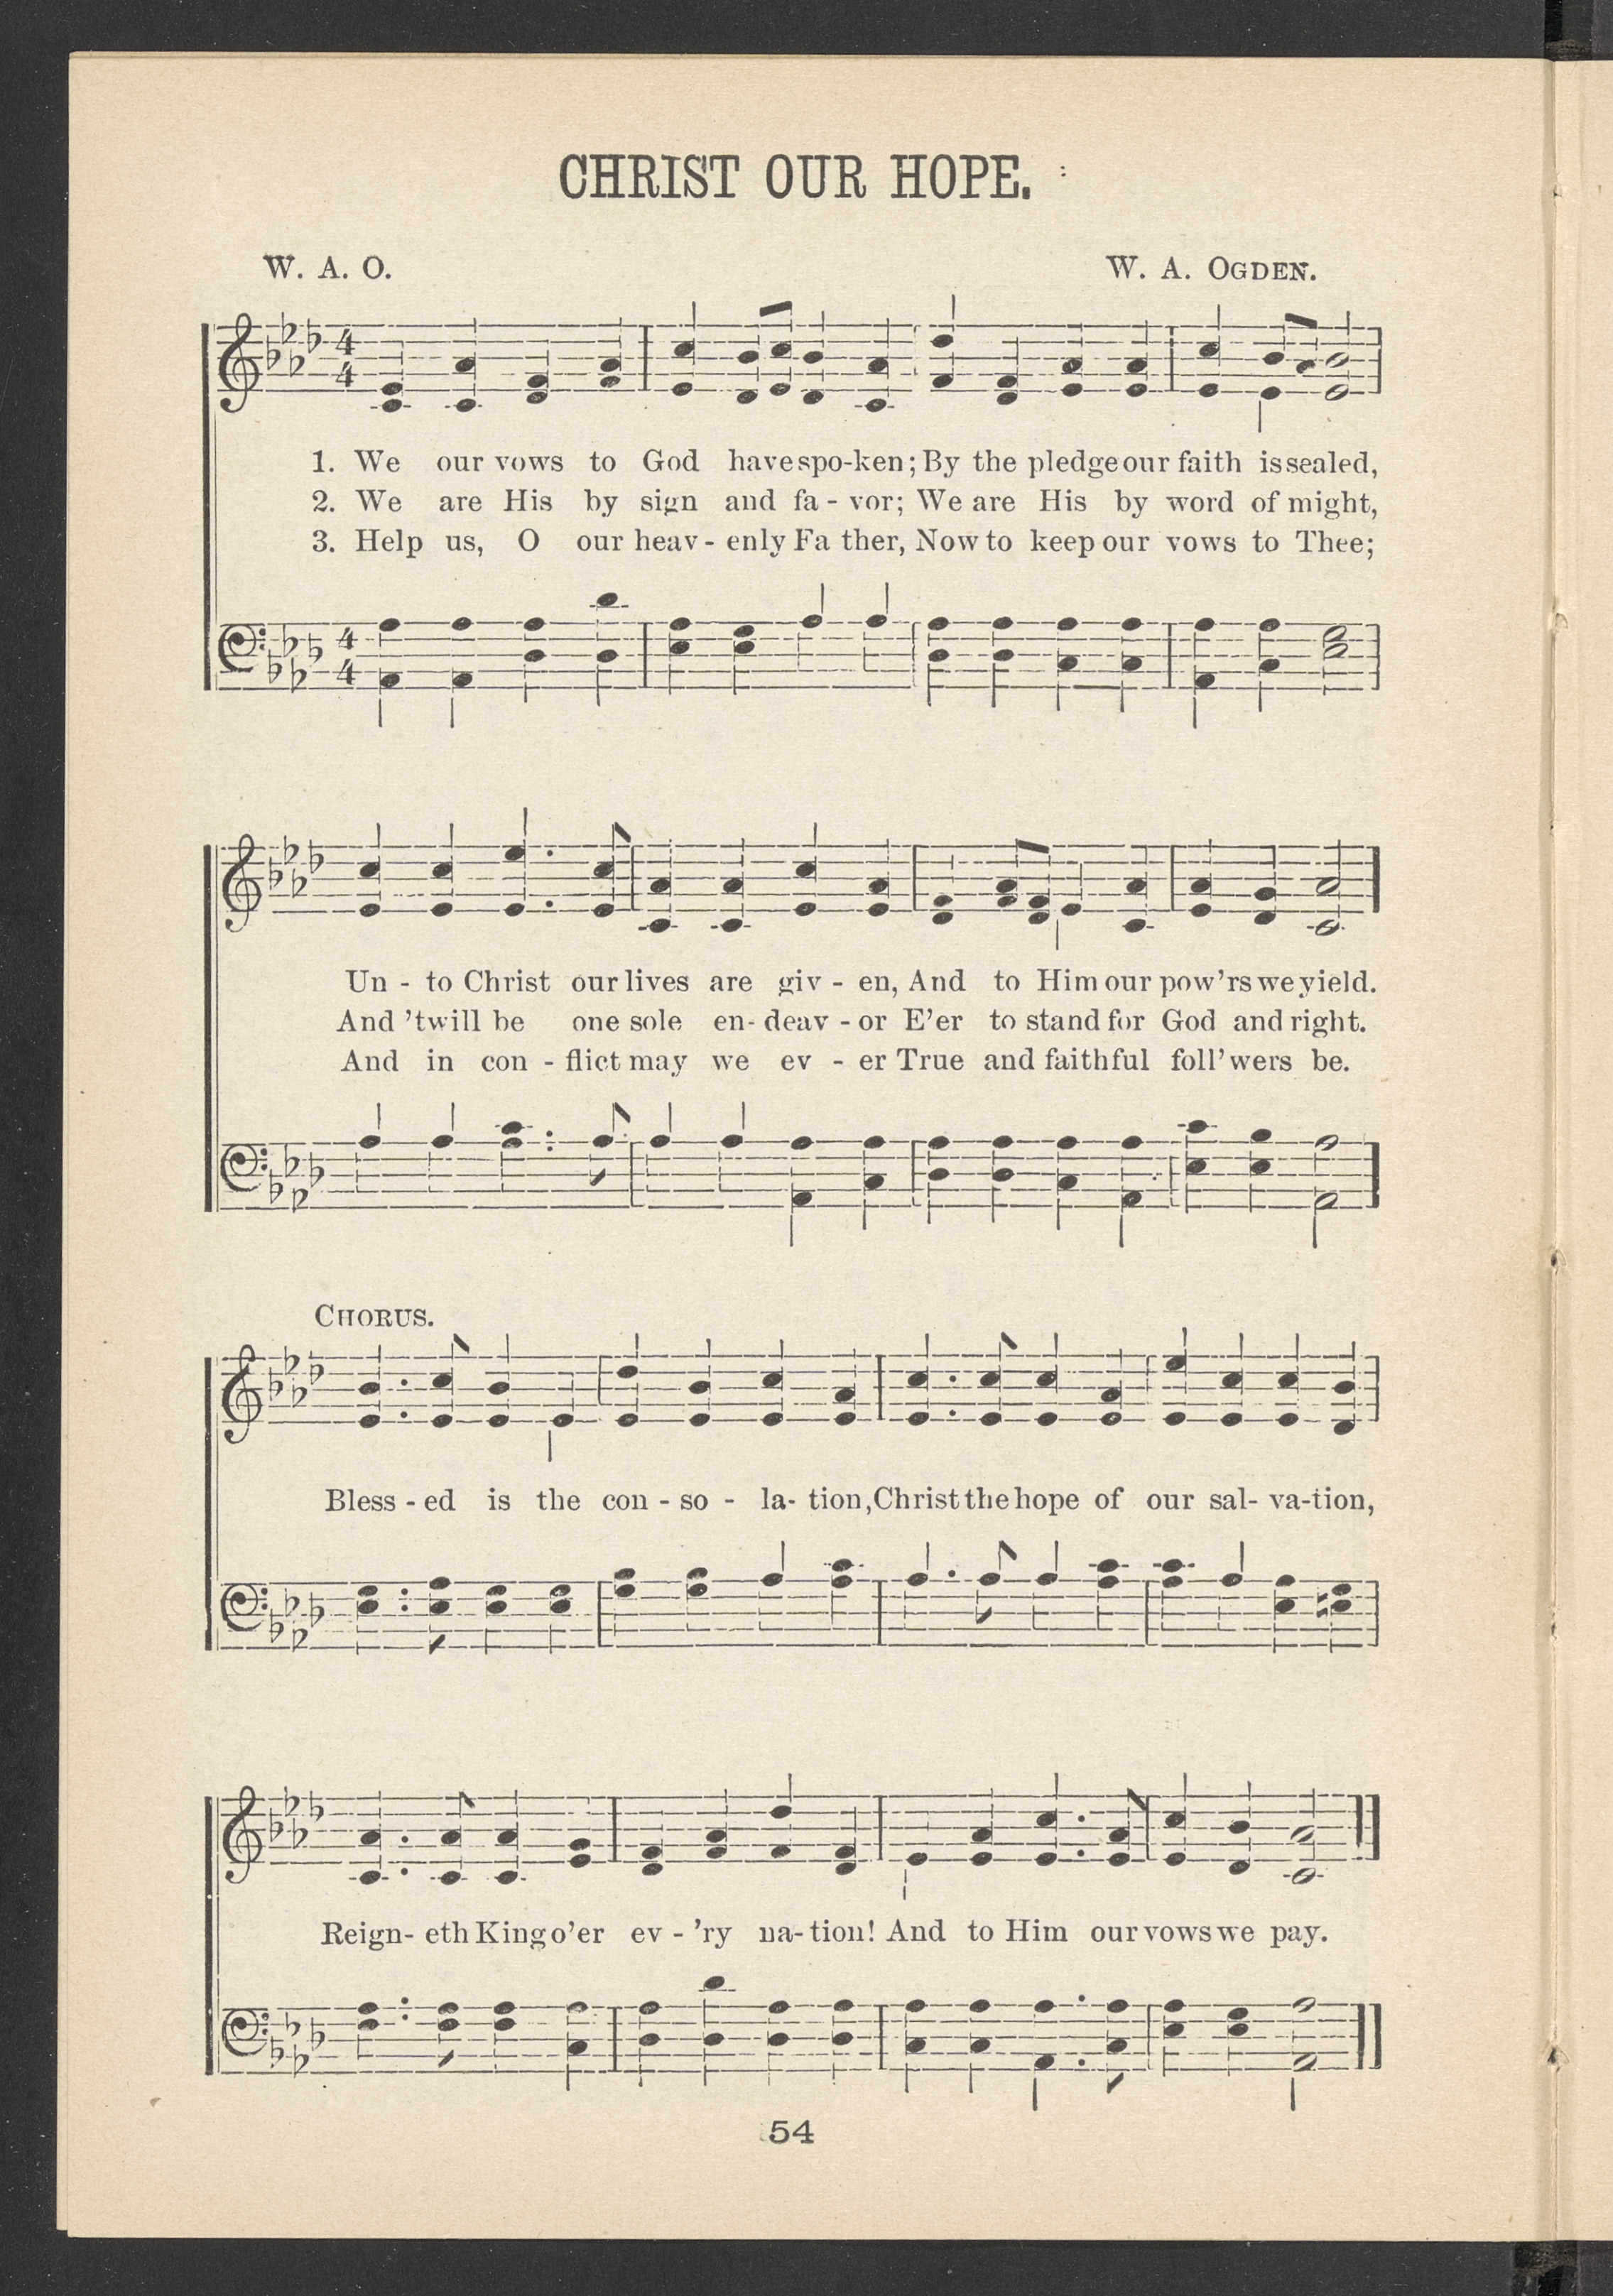 CHRIST OUR HOPE.
W. A. O. W. A. OGDEN.
4
4
1. We our vows to God have spo-ken; By the pledge our faith is sealed,
2. We are His by sign and fa - vor; We are His by word of might,
3. Help us, O our heav - enly Fa ther, Now to keep our vows to Thee;
4
4
Un - to Christ our lives are giv - en, And to Him our pow'rs we yield.
And 'twill be one sole en- deav - or E'er to stand for God and right.
And in con - flict may we ev - er True and faithful foll'wers be.
CHORUS.
Bless - ed is the con - so - la- tion, Christ the hope of our sal- va-tion,
Reign- eth King o'er ev - 'ry na- tion! And to Him our vows we pay.
54